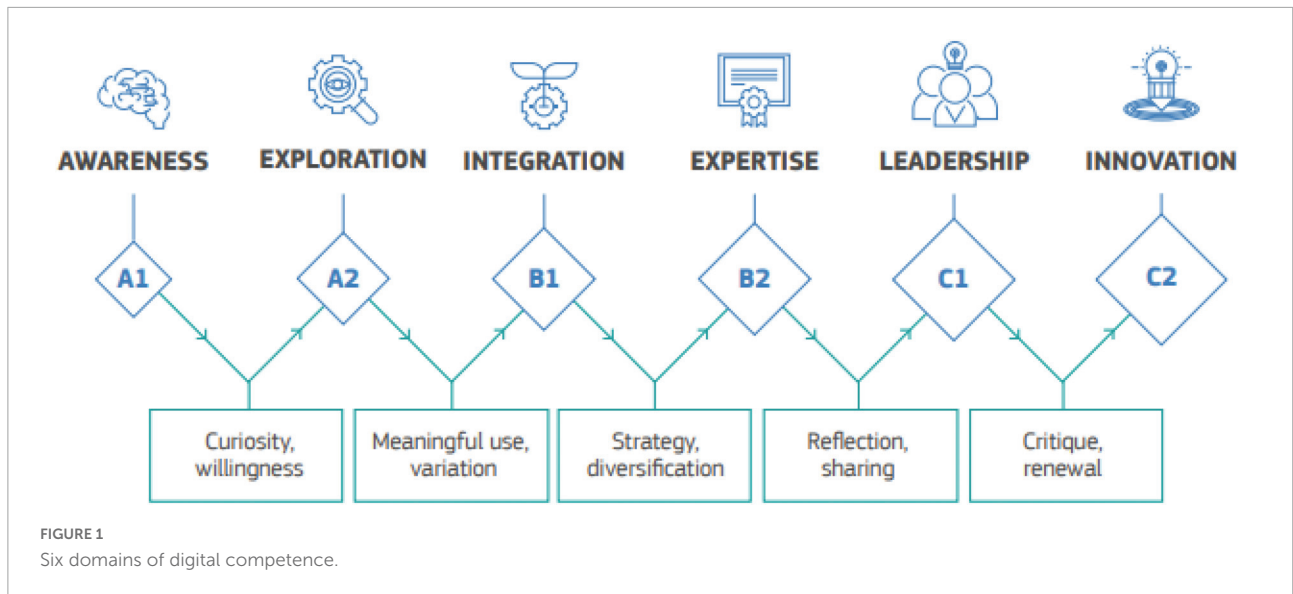 AWARENESS
EXPLORATION
INTEGRATION
EXPERTISE
LEADERSHIP
INNOVATION
A1
A2
B1
B2
C1
C2
Curiosity,
willingness
Meaningful use,
variation
Strategy,
diversification
Reflection,
sharing
Critique,
renewal
FIGURE 1
Six domains of digital competence.